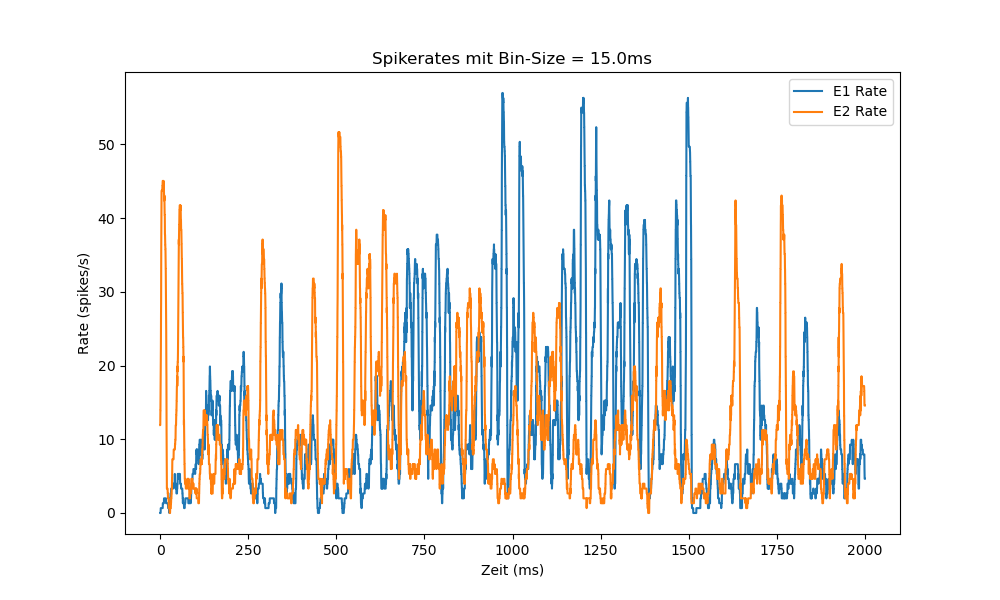 Spikerates mit Bin-Size = 15.0ms
E1 Rate
E2 Rate
Rate (spikes/s)
50
40
30
20
10
0
0 250 500 750 1000 1250 1500 1750 2000
Zeit (ms)